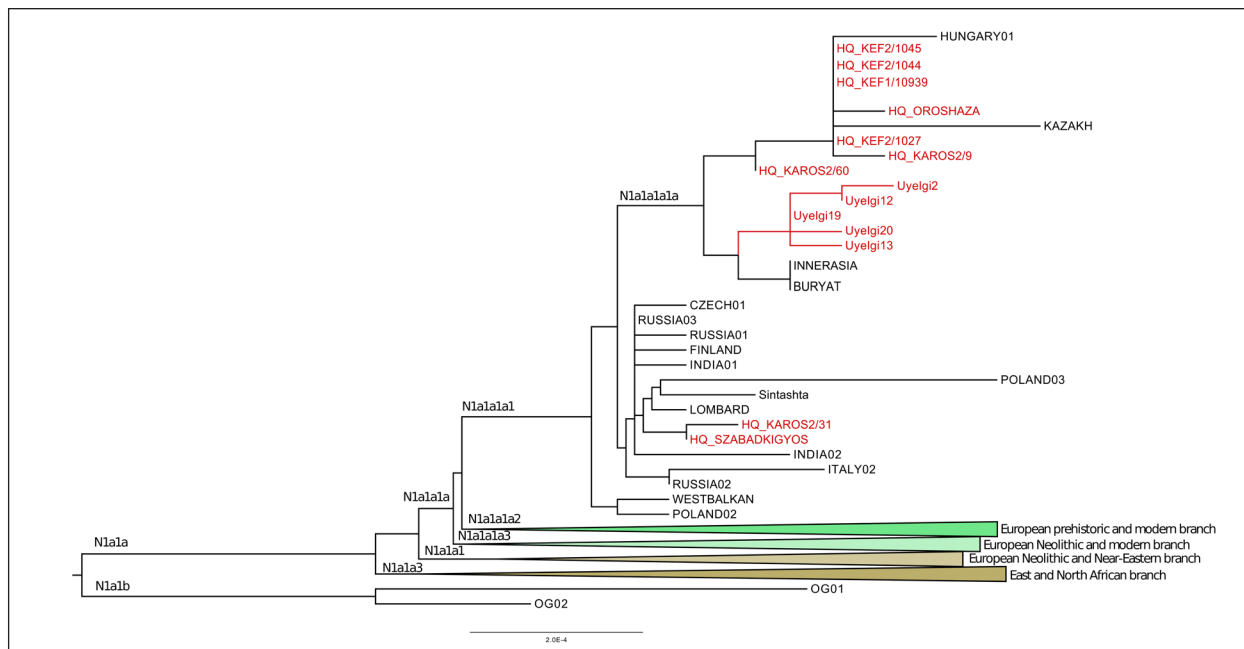 HUNGARY01
HQ_KEF2/1045
HQ_KEF2/1044
HQ_KEF1/10939
HQ_OROSHAZA
KAZAKH
HQ_KEF2/1027
HQ_KAROS2/9
HQ_KAROS2/60
Uyelgi2
N1a1a1a1a
Uyelgi12
Uyelgi19
Uyelgi20
Uyelgi13
INNERASIA
BURYAT
CZECH01
RUSSIA03
RUSSIA01
FINLAND
INDIA01
POLAND03
Sintashta
N1a1a1a1
LOMBARD
HQ_KAROS2/31
HQ_SZABADKIGYOS
INDIA02
ITALY02
RUSSIA02
N1a1a1a
WESTBALKAN
POLAND02
N1a1a1a2
European prehistoric and modern branch
N1a1a1a3
European Neolithic and modern branch
N1a1a
N1a1a1
European Neolithic and Near-Eastern branch
N1a1a3
East and North African branch
N1a1b
OG01
OG02
2.0E-4